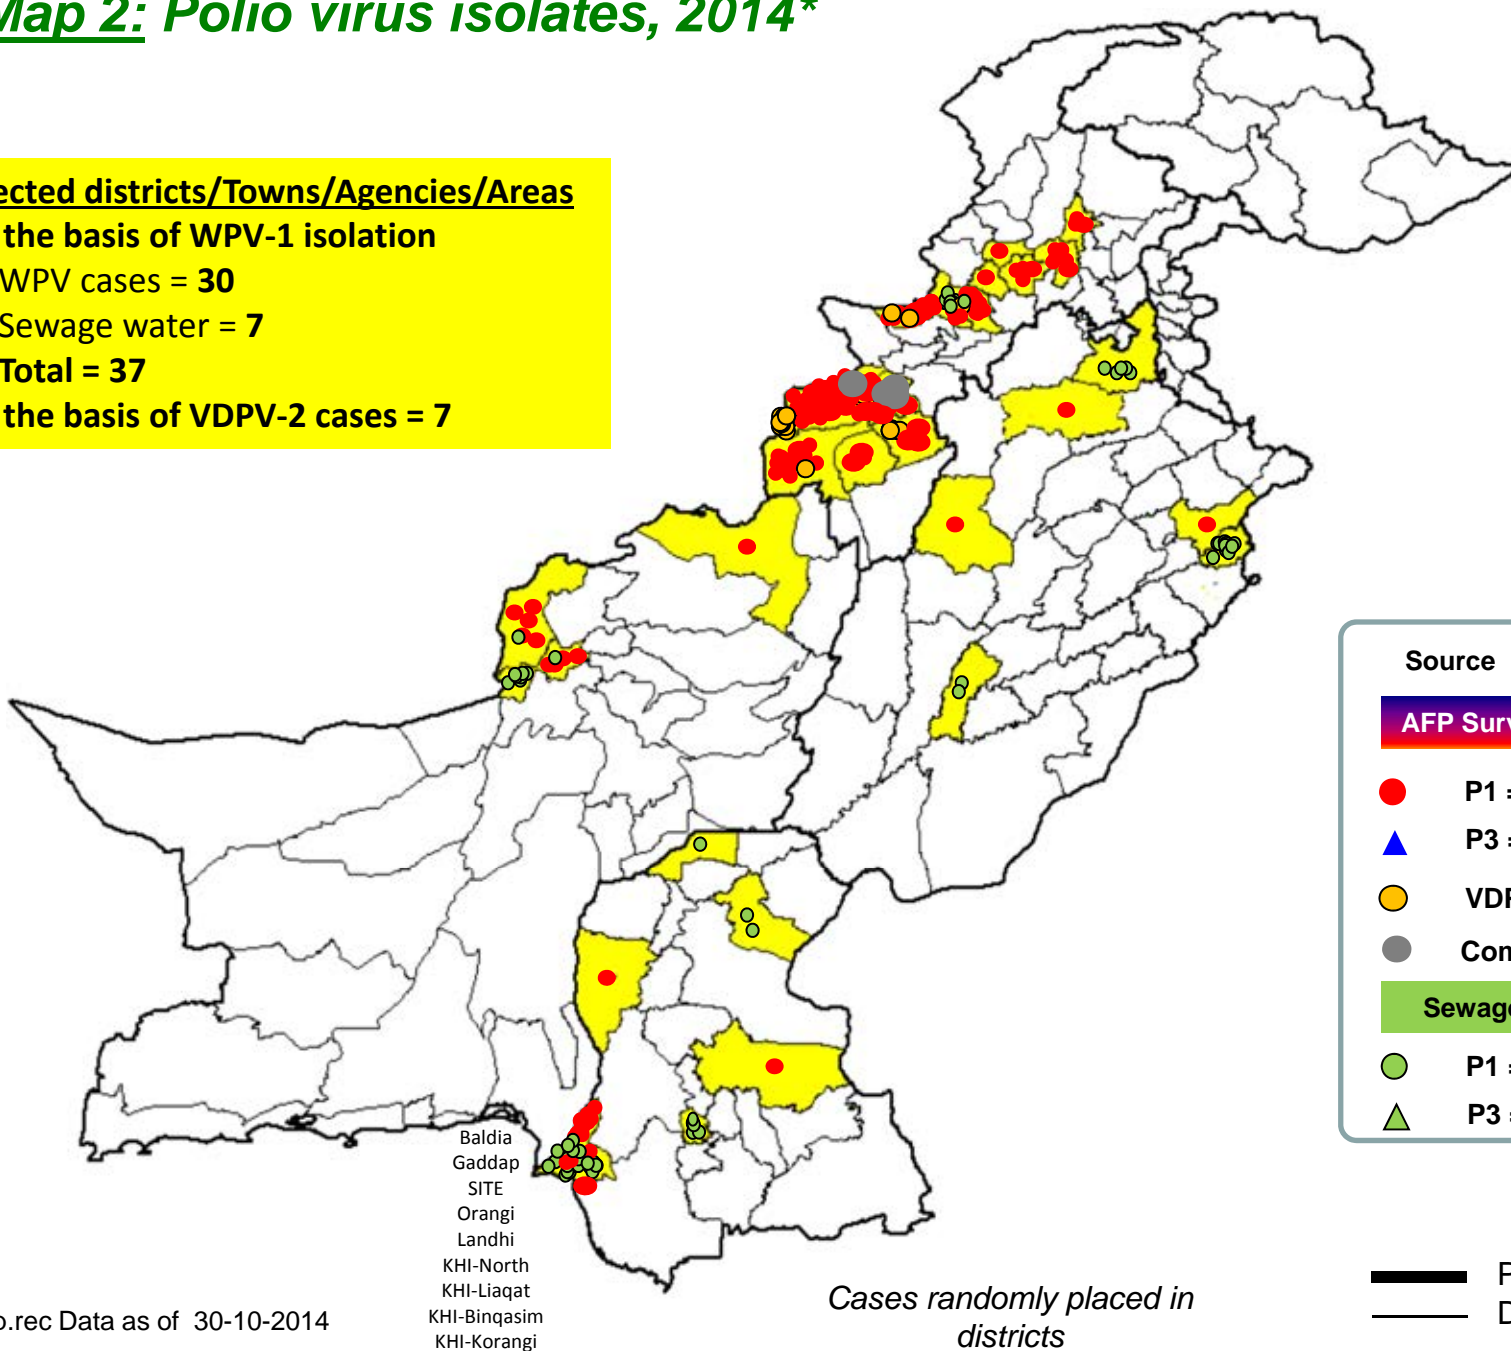 Map 2: Polio virus isolates, 2014*
ected districts/Towns/Agencies/Areas
the basis of WPV-1 isolation
WPV cases = 30
Sewage water = 7
Total = 37
the basis of VDPV-2 cases = 7
Source
AFP Surv
P1 =
P3 =
VDP
Com
Sewage
P1 =
P3 =
Baldia
Gaddap
SITE
Orangi
Landhi
KHI-North
KHI-Liaqat
KHI-Binqasim
KHI-Korangi
Cases randomly placed in
districts
o.rec Data as of 30-10-2014
P
D